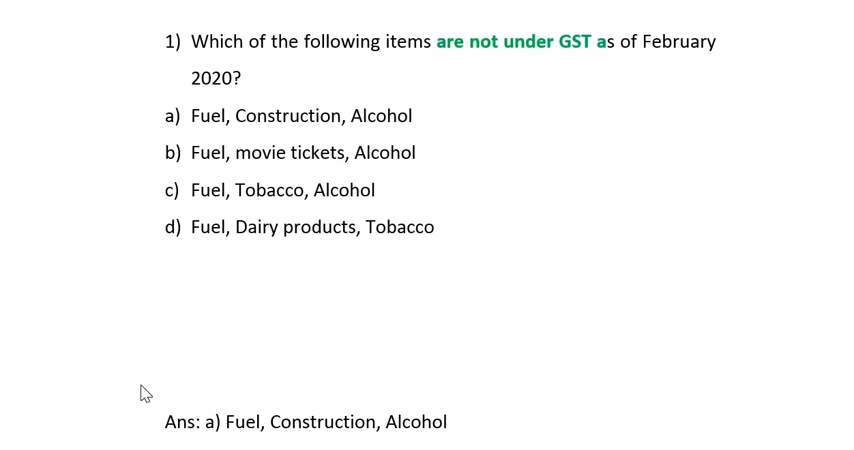 1) Which of the following items are not under GST as of February
2020?
a) Fuel, Construction, Alcohol
b) Fuel, movie tickets, Alcohol
c) Fuel, Tobacco, Alcohol
d) Fuel, Dairy products, Tobacco
Ans: a) Fuel, Construction, Alcohol